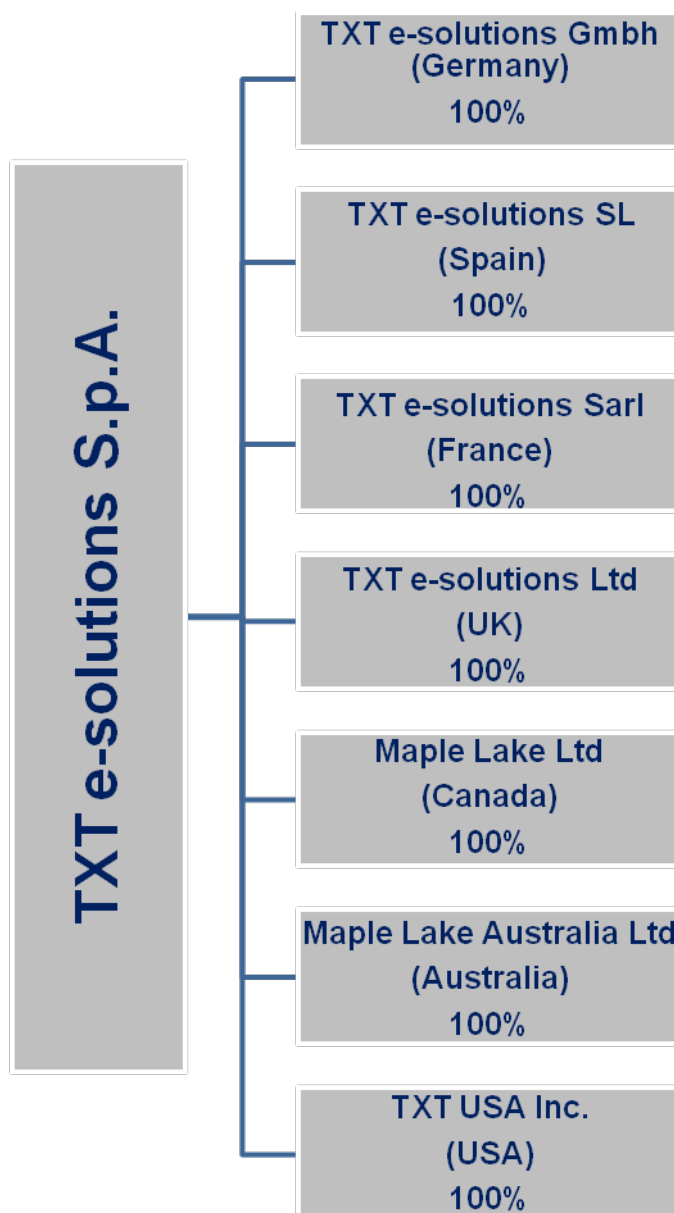 TXT e-solutions S.p.A.
TXT e-solutions Gmbh
(Germany)
100%
TXT e-solutions SL
(Spain)
100%
TXT e-solutions Sarl
(France)
100%
TXT e-solutions Ltd
(UK)
100%
Maple Lake Ltd
(Canada)
100%
Maple Lake Australia Ltd
(Australia)
100%
TXT USA Inc.
(USA)
100%